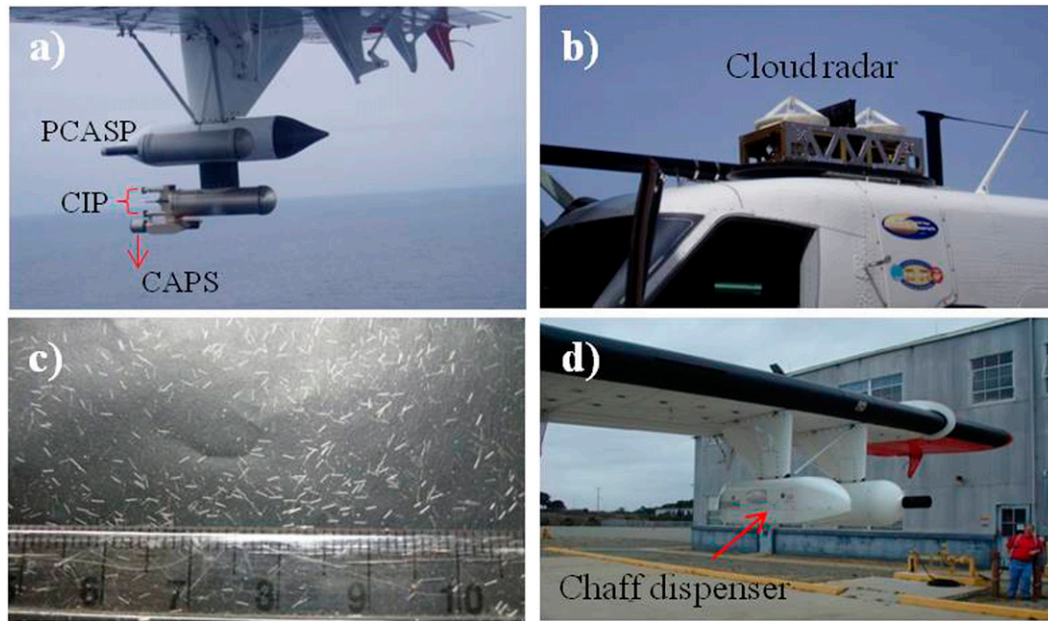 a)
PCASP
CIP
CAPS
b)
Cloud radar
c)
6 7 8 9 10
d)
Chaff dispenser